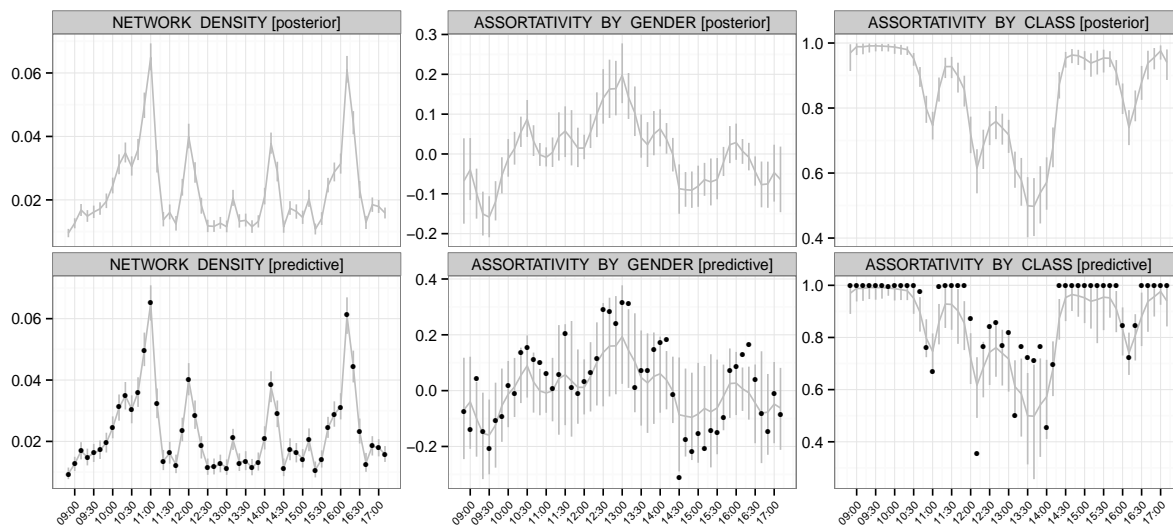 NETWORK DENSITY [posterior]
ASSORTATIVITY BY GENDER [posterior]
ASSORTATIVITY BY CLASS [posterior]
0.06
0.04
0.02
0.3
0.2
0.1
0.0
−0.1
−0.2
1.0
0.8
0.6
0.4
NETWORK DENSITY [predictive]
ASSORTATIVITY BY GENDER [predictive]
ASSORTATIVITY BY CLASS [predictive]
0.06
0.04
0.02
0.4
0.2
0.0
−0.2
1.0
0.8
0.6
0.4
09:00 09:30 10:00 10:30 11:00 11:30 12:00 12:30 13:00 13:30 14:00 14:30 15:00 15:30 16:00 16:30 17:00
09:00 09:30 10:00 10:30 11:00 11:30 12:00 12:30 13:00 13:30 14:00 14:30 15:00 15:30 16:00 16:30 17:00
09:00 09:30 10:00 10:30 11:00 11:30 12:00 12:30 13:00 13:30 14:00 14:30 15:00 15:30 16:00 16:30 17:00